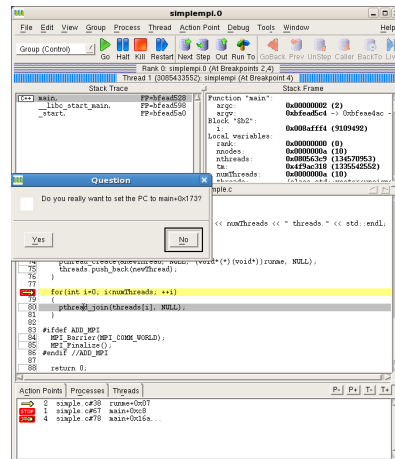 simplempi.0
File Edit View Group Process Thread Action Point Debug Tools Window Help
Group (Control)
Go Halt Kill Restart Next Step Out Run To GoBack Prev UnStep Caller BackTo Liv
Rank 0: simplempi.0 (At Breakpoints 2,4)
Thread 1 (3085433552): simplempi (At Breakpoint 4)
Stack Trace
Stack Frame
C++ main, FP=bfead528
__libc_start_main, FP=bfead598
_start, FP=bfead5a0
Function "main":
argc: 0x00000002 (2)
argv: 0xbfead5c4 -> 0xbfeae4ac -
Block "$b2":
i: 0x008afff4 (9109492)
Local variables:
rank: 0x00000000 (0)
nnodes: 0x0000000a (10)
nthreads: 0x080563c9 (134570953)
tm: 0x4f9ac318 (1335542552)
numThreads: 0x0000000a (10)
Question
Do you really want to set the PC to main+0x173?
Yes
No
mple.c
<< numThreads << " threads." << std::endl;
74 pthread_create(&newThread, NULL, (void*(*)(void*))runme, NULL);
75 threads.push_back(newThread);
76 }
77
for(int i=0; i<numThreads; ++i)
79 {
80 pthread_join(threads[i], NULL);
81 }
82
83 #ifdef ADD_MPI
84 MPI_Barrier(MPI_COMM_WORLD);
85 MPI_Finalize();
86 #endif //ADD_MPI
87
88 return 0;
Action Points Processes Threads P- P+ T- T+
2 simple.c#38 runme+0x07
STOP 1 simple.c#67 main+0xc8
4 simple.c#78 main+0x16a...